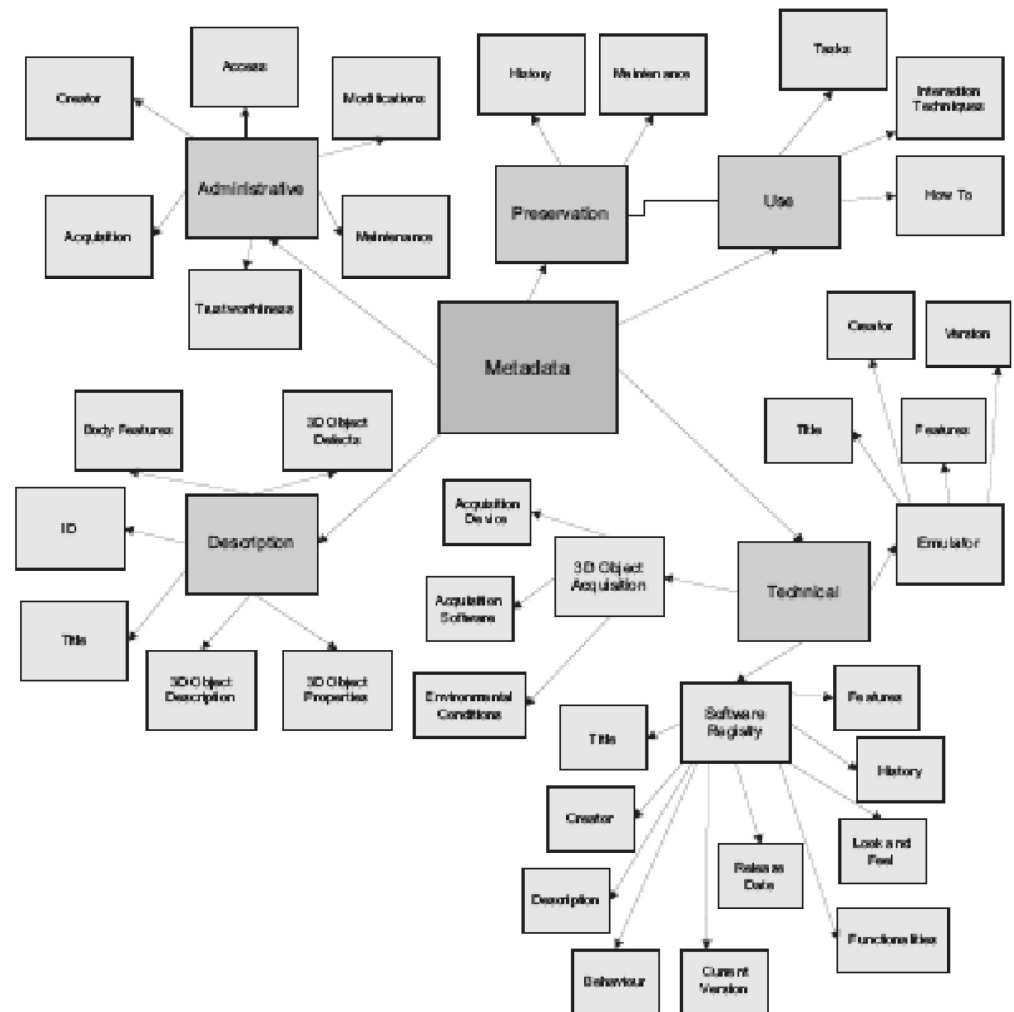 Tasks
Access
History
Maintenance
Interaction
Techniques
Creator
Modifications
Administrative
Preservation
Use
How To
Acquisition
Maintenance
Trustworthiness
Metadata
Creator
Version
Body Features
3D Object
Defects
Title
Features
ID
Description
Acquisition
Device
3D Object
Acquisition
Technical
Emulator
Title
3D Object
Description
3D Object
Properties
Acquisition
Software
Environmental
Conditions
Software
Registry
Features
Title
History
Creator
Look and
Feel
Release
Date
Description
Functionalities
Behaviour
Current
Version